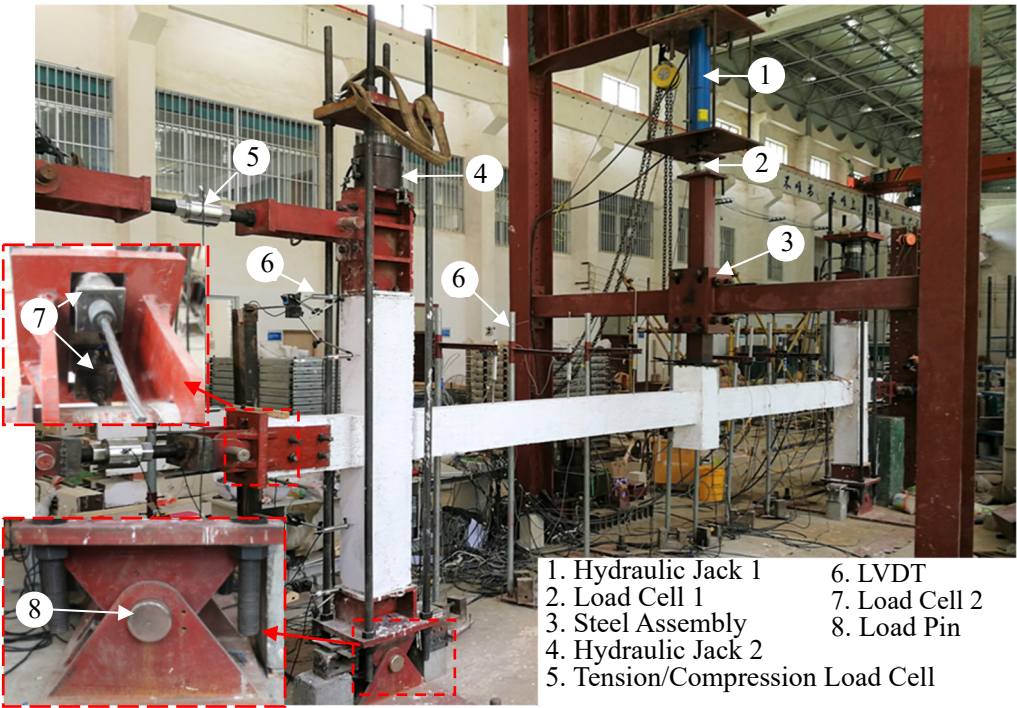 1
5
2
4
3
6
6
7
8
1. Hydraulic Jack 1
2. Load Cell 1
3. Steel Assembly
4. Hydraulic Jack 2
5. Tension/Compression Load Cell
6. LVDT
7. Load Cell 2
8. Load Pin